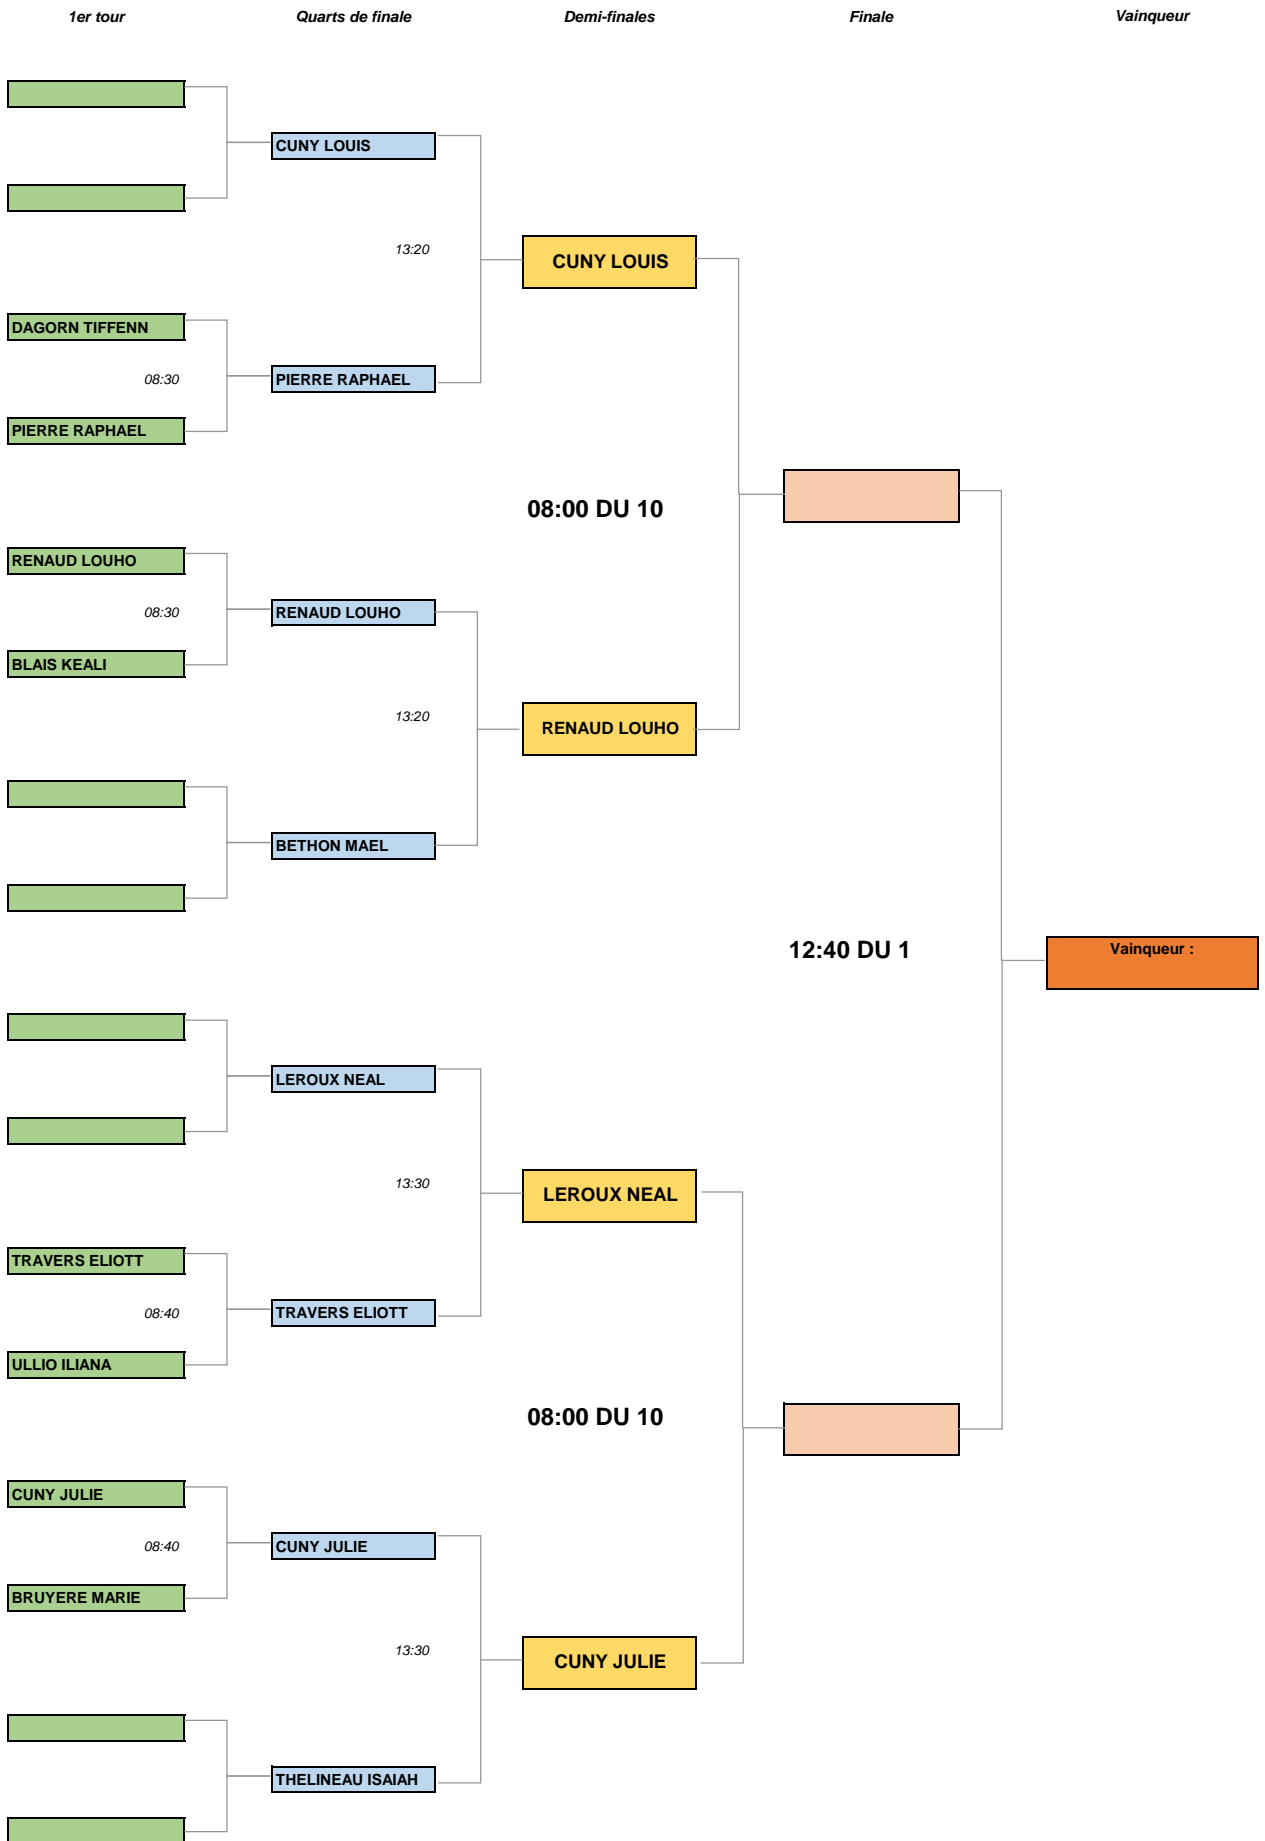 1er tour Quarts de finale Demi-finales Finale Vainqueur
CUNY LOUIS
13:20
CUNY LOUIS
DAGORN TIFFENN
08:30
PIERRE RAPHAEL
PIERRE RAPHAEL
08:00 DU 10
RENAUD LOUHO
08:30
RENAUD LOUHO
BLAIS KEALI
13:20
RENAUD LOUHO
BETHON MAEL
12:40 DU 1
Vainqueur :
LEROUX NEAL
13:30
LEROUX NEAL
TRAVERS ELIOTT
08:40
TRAVERS ELIOTT
ULLIO ILIANA
08:00 DU 10
CUNY JULIE
08:40
CUNY JULIE
BRUYERE MARIE
13:30
CUNY JULIE
THELINEAU ISAIAH